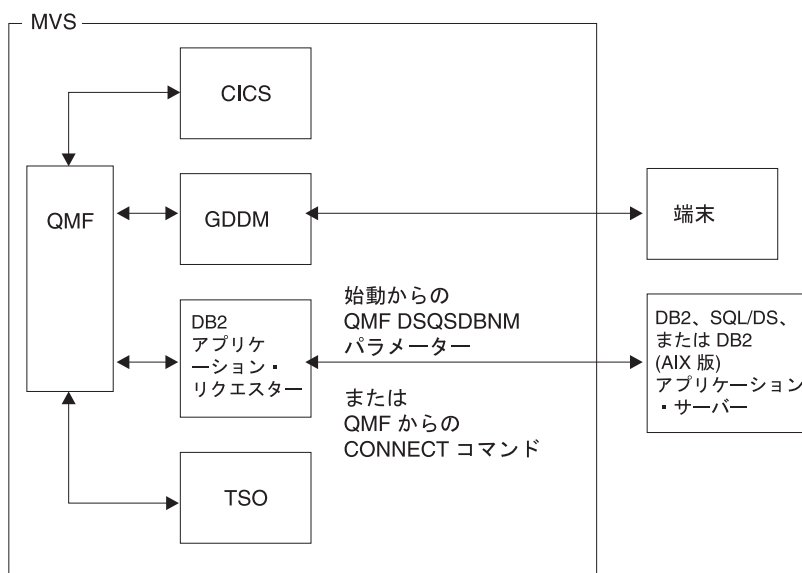 MVS
CICS
QMF
GDDM
端末
始動からの
QMF DSQSDBNM
パラメーター
DB2
アプリケ
ーション・
リクエスター
DB2、SQL/DS、
または DB2
(AIX 版)
アプリケーション
・サーバー
または
QMF からの
CONNECT コマンド
TSO